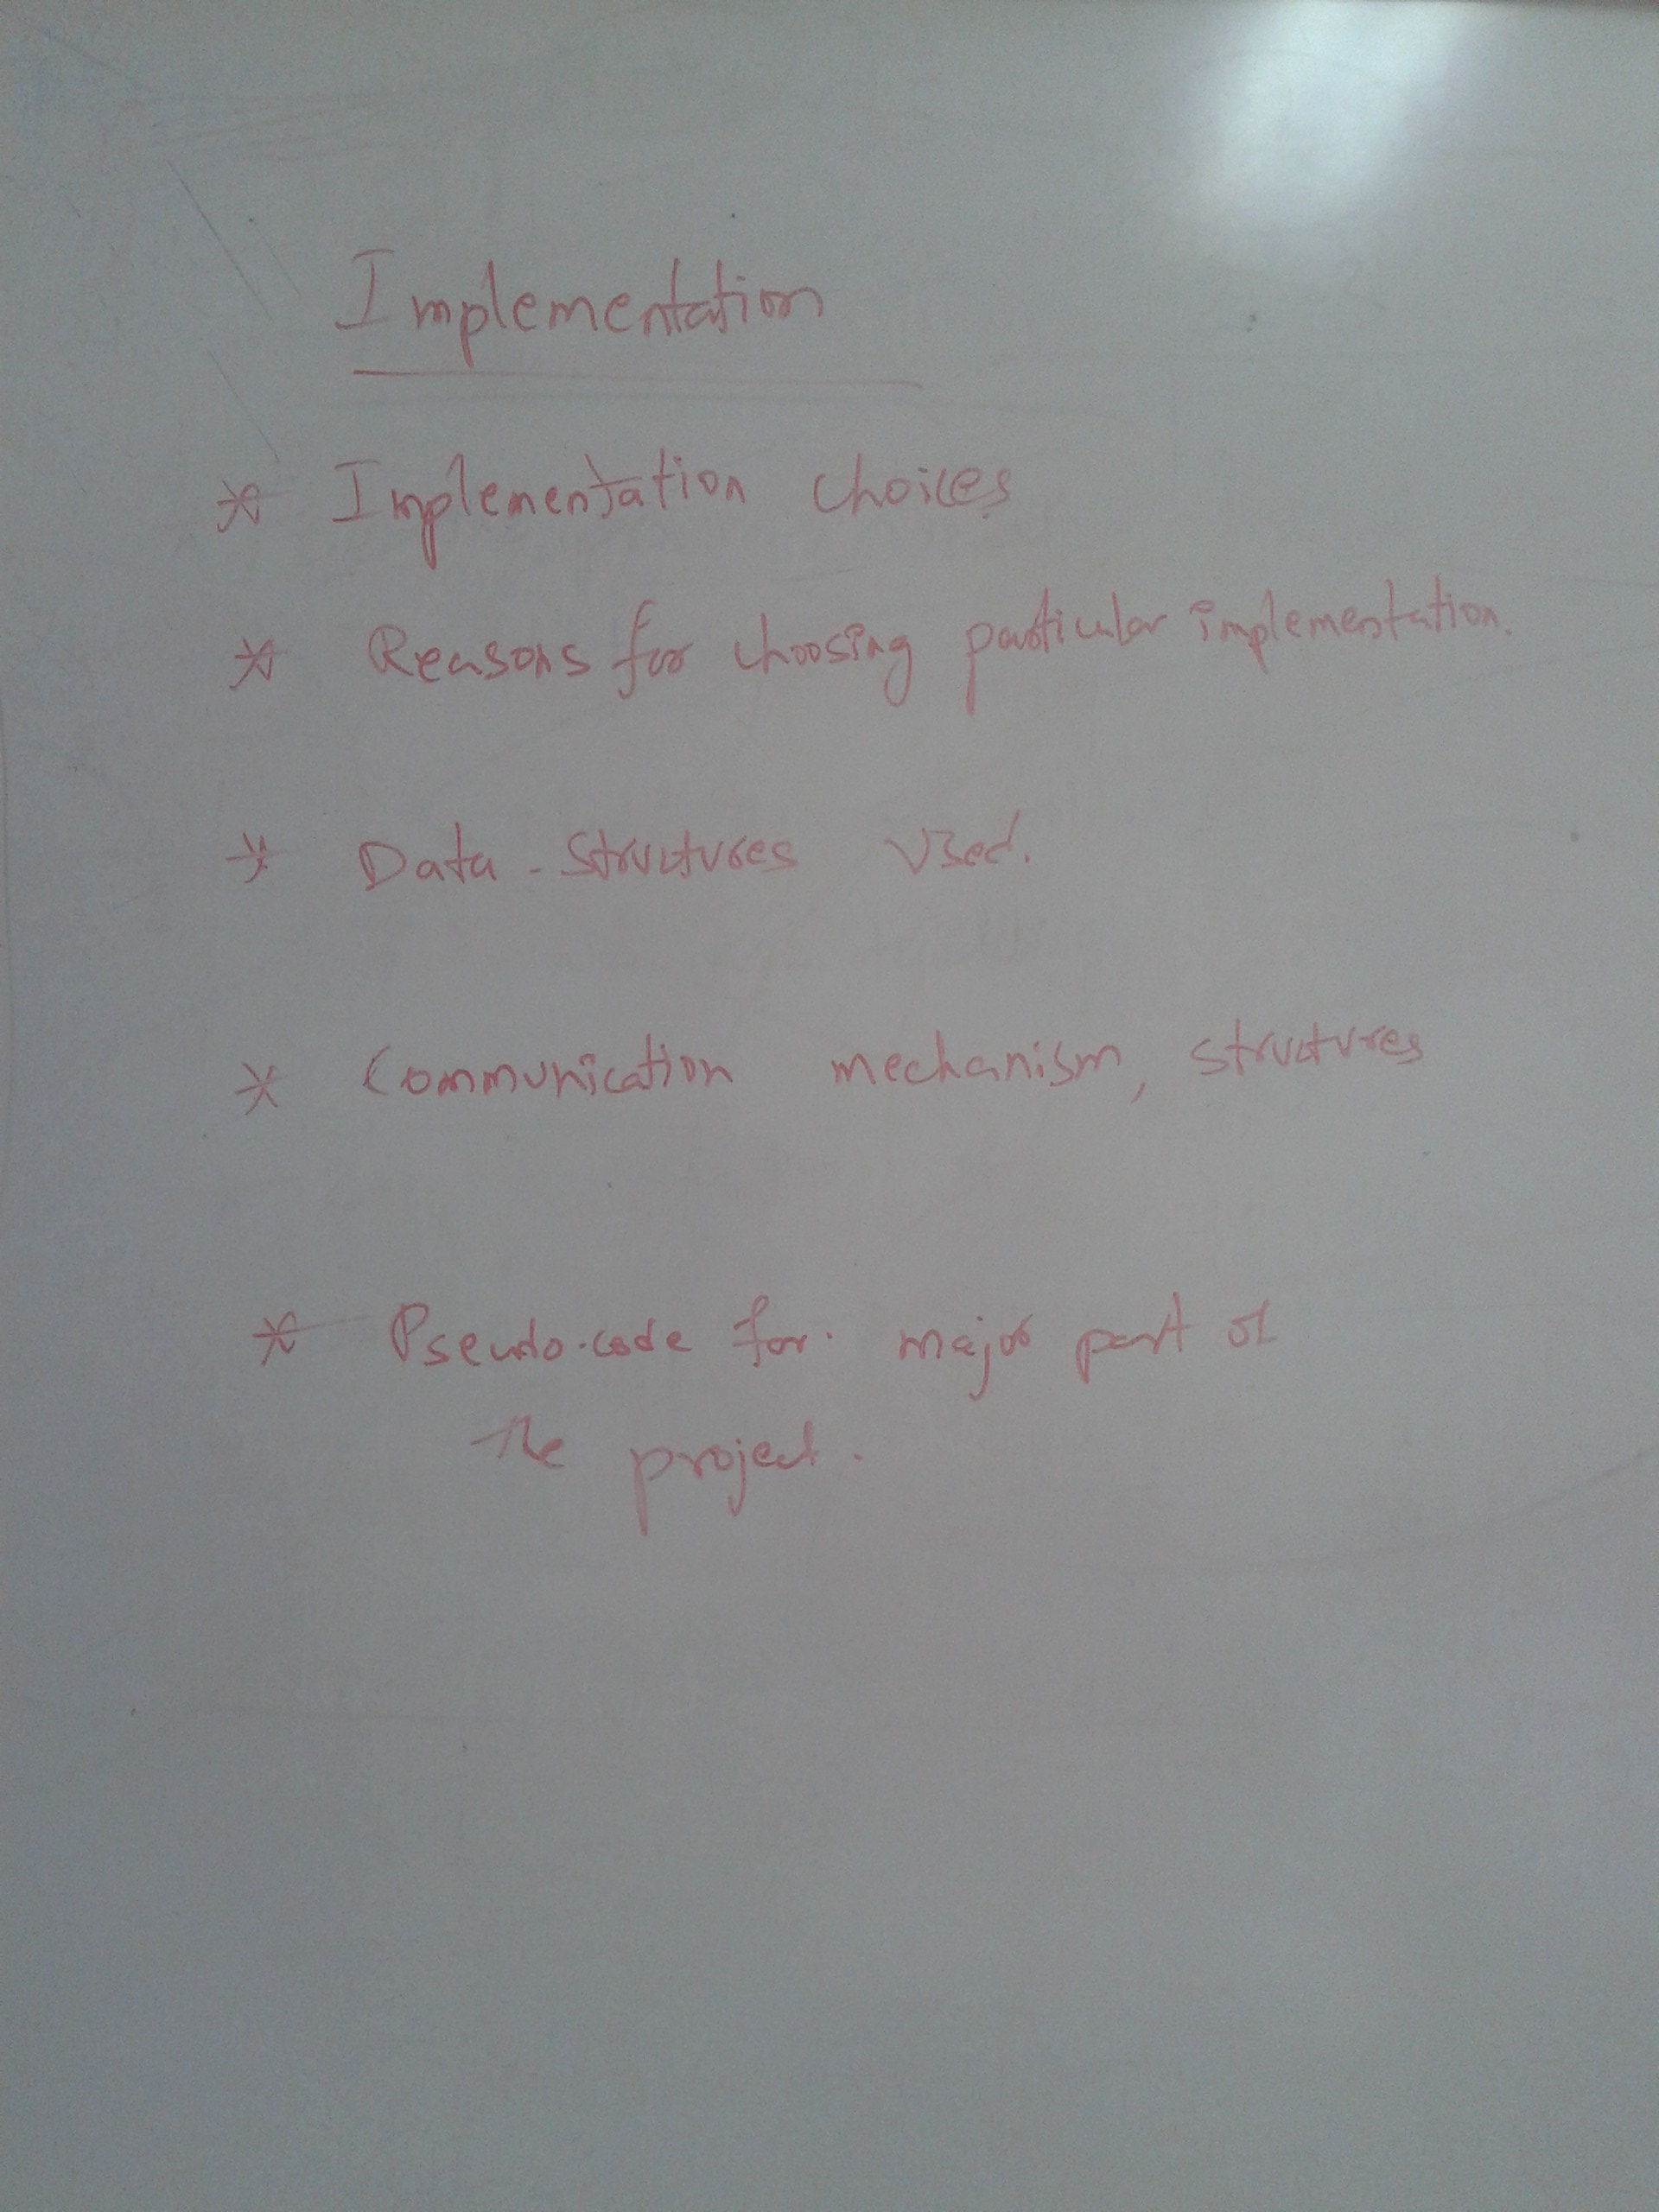 Implementation
* Implementation choices
* Reasons for choosing particular implementation.
* Data-structures used.
* Communication mechanism, structures
* Pseudo-code for major part of
the project.